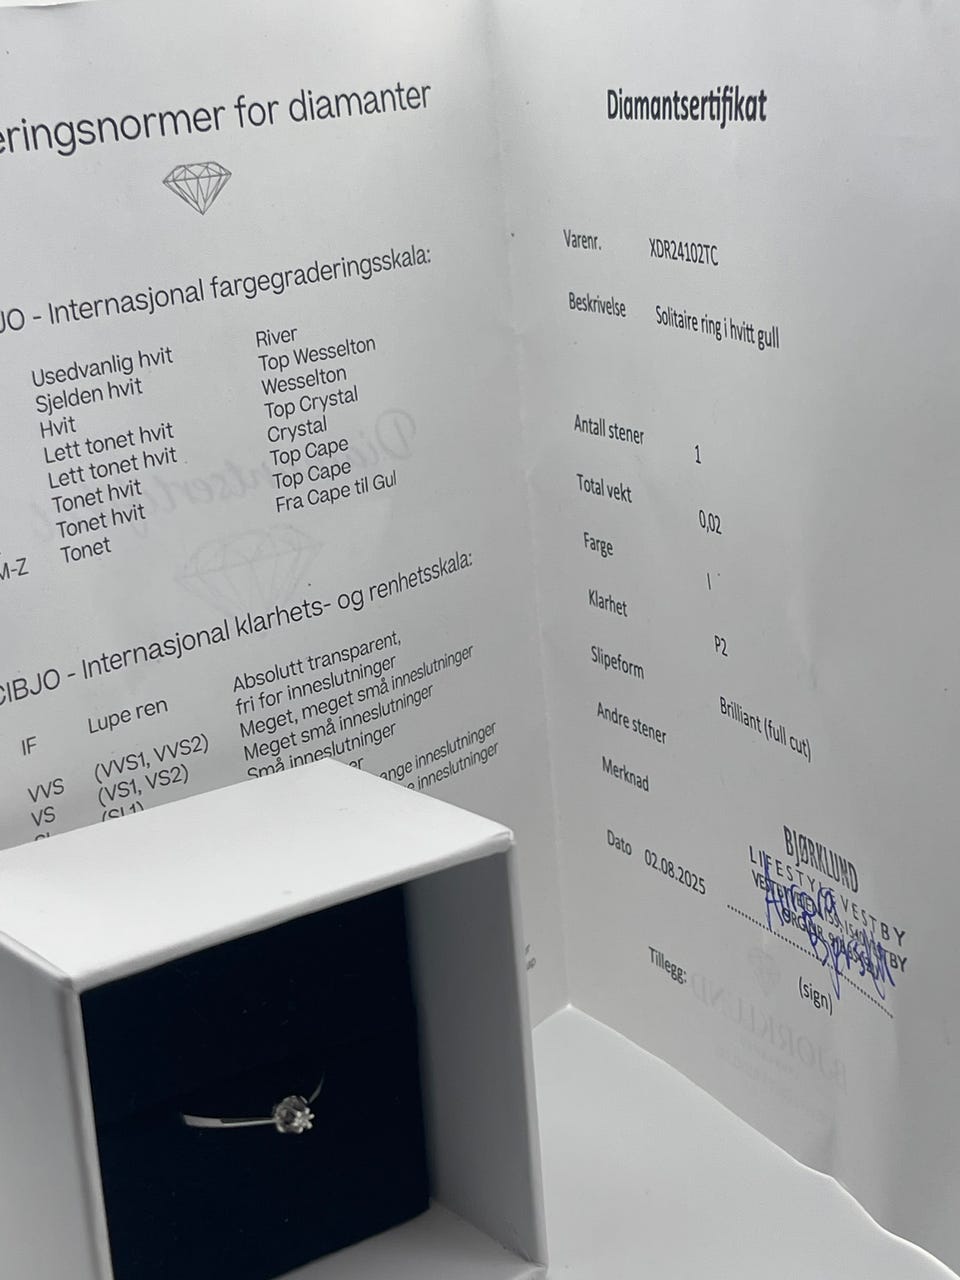 eringsnormer for diamanter
JO - Internasjonal fargegraderingsskala:
Usedvanlig hvit River
Sjelden hvit Top Wesselton
Hvit Wesselton
Lett tonet hvit Top Crystal
Lett tonet hvit Crystal
Tonet hvit Top Cape
Tonet hvit Top Cape
M-Z Tonet Fra Cape til Gul
CIBJO - Internasjonal klarhets- og renhetsskala:
IF Lupe ren Absolutt transparent,
fri for inneslutninger
VVS (VVS1, VVS2) Meget, meget små inneslutninger
VS (VS1, VS2) Meget små inneslutninger
Små inneslutninger
ange inneslutninger
e inneslutninger
Diamantsertifikat
Varenr. XDR24102TC
Beskrivelse Solitaire ring i hvitt gull
Antall stener 1
Total vekt 0,02
Farge I
Klarhet P2
Slipeform Brilliant (full cut)
Andre stener
Merknad
Dato 02.08.2025
BJØRKLUND
LIFESTYLE VESTBY
(sign)
Tillegg:
BJØRKLUND